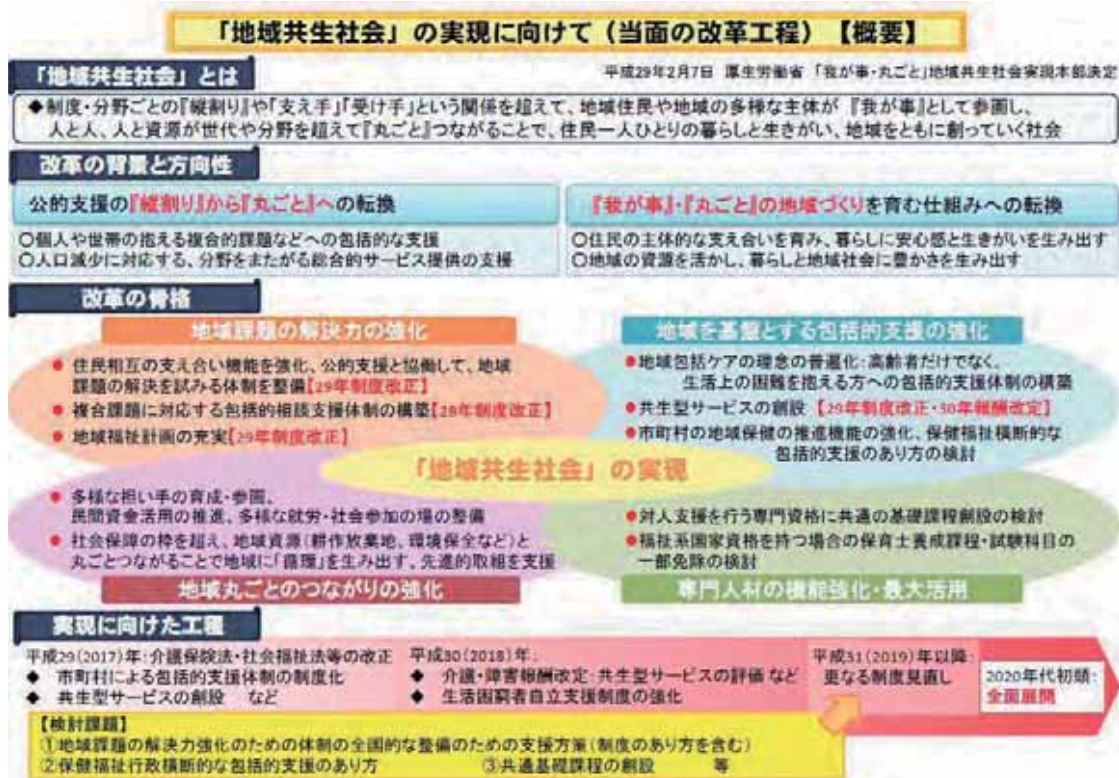 「地域共生社会」の実現に向けて(当面の改革工程)【概要】
「地域共生社会」とは
平成29年2月7日 厚生労働省 「我が事・丸ごと」地域共生社会実現本部決定
◆制度・分野ごとの『縦割り』や「支え手」「受け手」という関係を超えて、地域住民や地域の多様な主体が 『我が事』として参画し、
人と人、人と資源が世代や分野を超えて『丸ごと』つながることで、住民一人ひとりの暮らしと生きがい、地域をともに創っていく社会
改革の背景と方向性
公的支援の『縦割り』から『丸ごと』への転換
○個人や世帯の抱える複合的課題などへの包括的な支援
○人口減少に対応する、分野をまたがる総合的サービス提供の支援
『我が事』・『丸ごと』の地域づくりを育む仕組みへの転換
○住民の主体的な支え合いを育み、暮らしに安心感と生きがいを生み出す
○地域の資源を活かし、暮らしと地域社会に豊かさを生み出す
改革の骨格
地域課題の解決力の強化
● 住民相互の支え合い機能を強化、公的支援と協働して、地域
課題の解決を試みる体制を整備【29年制度改正】
● 複合課題に対応する包括的相談支援体制の構築【29年制度改正】
● 地域福祉計画の充実【29年制度改正】
地域を基盤とする包括的支援の強化
●地域包括ケアの理念の普遍化:高齢者だけでなく、
生活上の困難を抱える方への包括的支援体制の構築
●共生型サービスの創設 【29年制度改正・30年報酬改定】
●市町村の地域保健の推進機能の強化、保健福祉横断的な
包括的支援のあり方の検討
「地域共生社会」の実現
● 多様な担い手の育成・参画、
民間資金活用の推進、多様な就労・社会参加の場の整備
● 社会保障の枠を超え、地域資源(耕作放棄地、環境保全など)と
丸ごとつながることで地域に「循環」を生み出す、先進的取組を支援
地域丸ごとのつながりの強化
●対人支援を行う専門資格に共通の基礎課程創設の検討
●福祉系国家資格を持つ場合の保育士養成課程・試験科目の
一部免除の検討
専門人材の機能強化・最大活用
実現に向けた工程
平成29(2017)年:介護保険法・社会福祉法等の改正
◆ 市町村による包括的支援体制の制度化
◆ 共生型サービスの創設 など
平成30(2018)年:
◆ 介護・障害報酬改定:共生型サービスの評価 など
◆ 生活困窮者自立支援制度の強化
平成31(2019)年以降:
更なる制度見直し
2020年代初頭:
全面展開
【検討課題】
①地域課題の解決力強化のための体制の全国的な整備のための支援方策(制度のあり方を含む)
②保健福祉行政横断的な包括的支援のあり方 ③共通基礎課程の創設 等